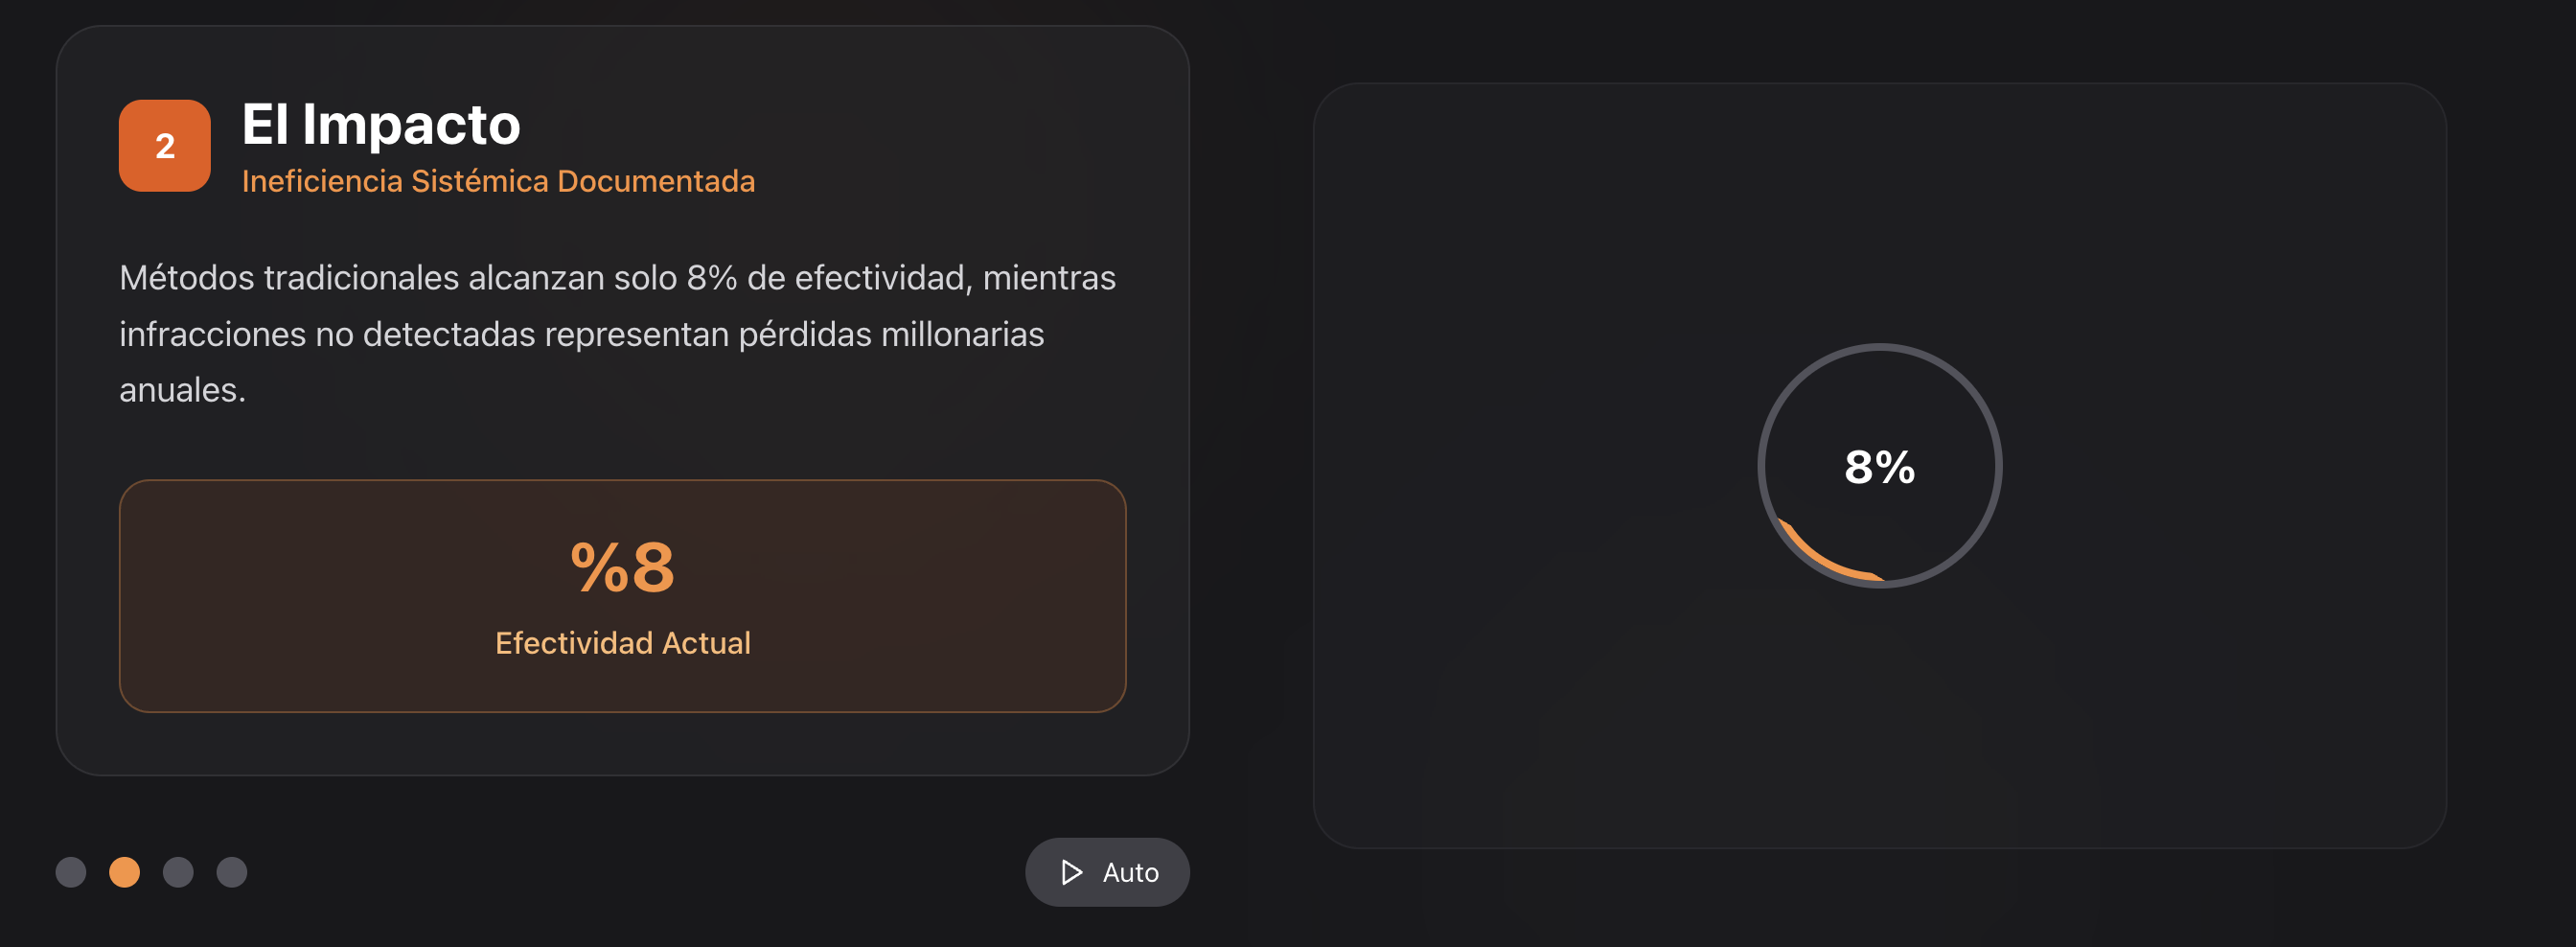 2
El Impacto
Ineficiencia Sistémica Documentada
Métodos tradicionales alcanzan solo 8% de efectividad, mientras
infracciones no detectadas representan pérdidas millonarias
anuales.
%8
Efectividad Actual
Auto
8%